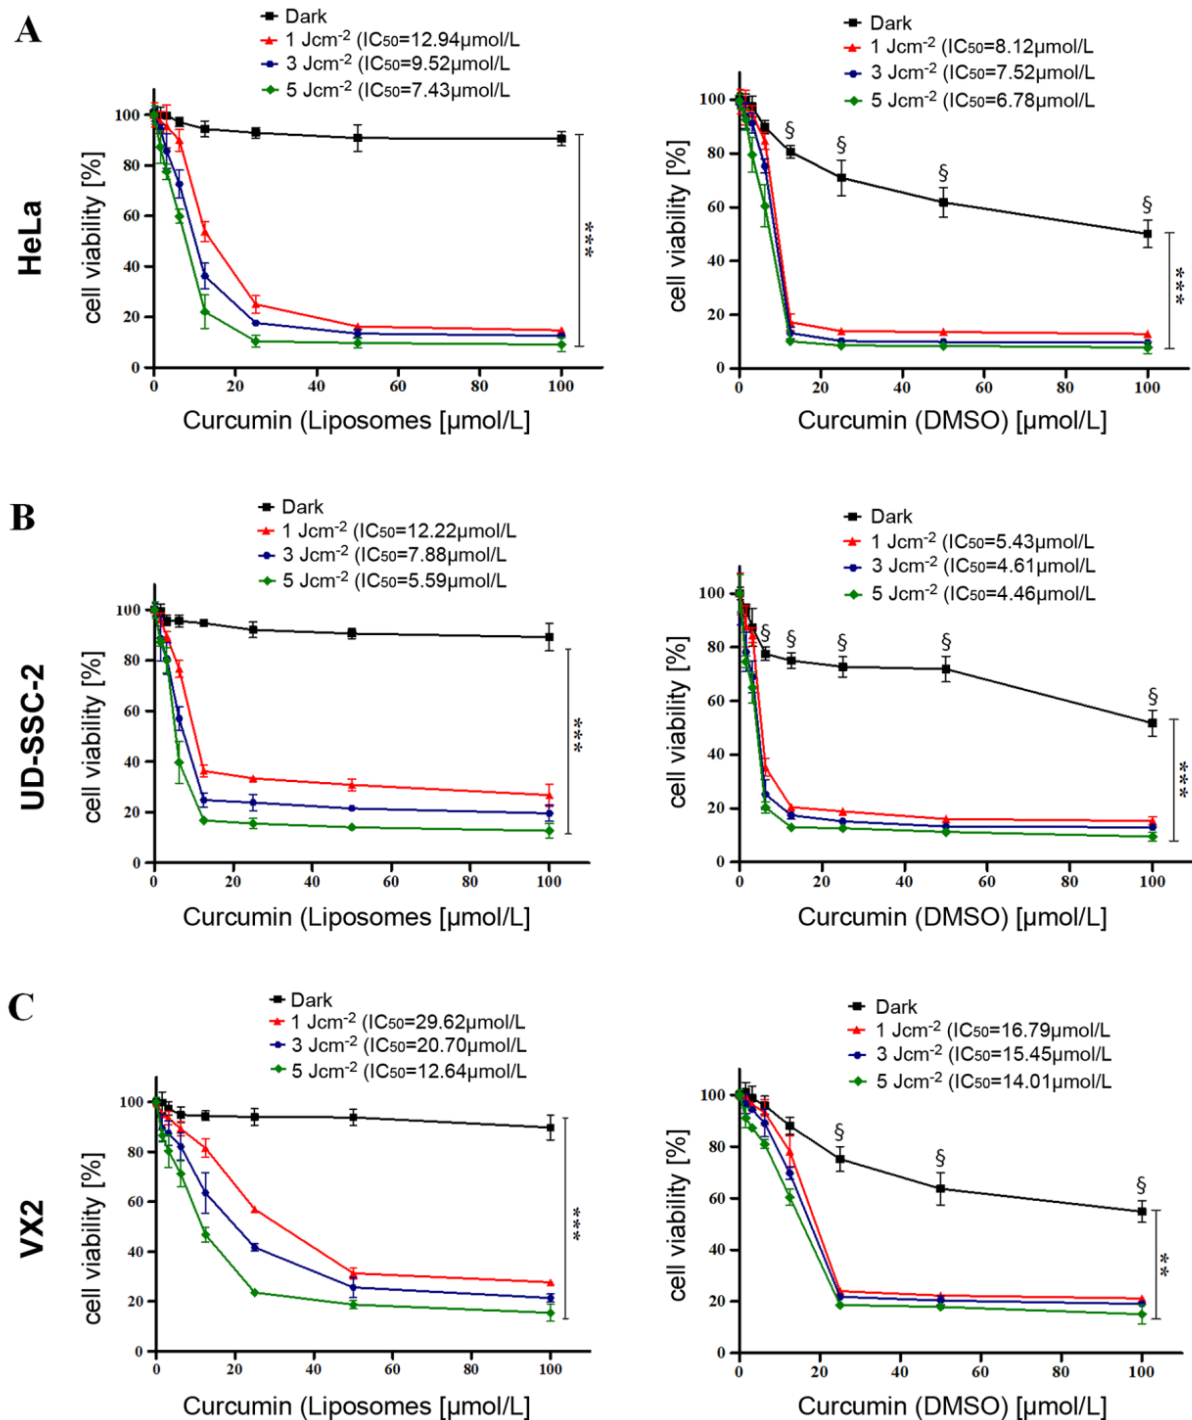 A
HeLa
Dark
1 Jcm-2 (IC50=12.94µmol/L
3 Jcm-2 (IC50=9.52µmol/L
5 Jcm-2 (IC50=7.43µmol/L
cell viability [%]
100
80
60
40
20
0
***
0 20 40 60 80 100
Curcumin (Liposomes [µmol/L]
Dark
1 Jcm-2 (IC50=8.12µmol/L
3 Jcm-2 (IC50=7.52µmol/L
5 Jcm-2 (IC50=6.78µmol/L
cell viability [%]
100
80
60
40
20
0
§ § § §
***
0 20 40 60 80 100
Curcumin (DMSO) [µmol/L]
B
UD-SSC-2
Dark
1 Jcm-2 (IC50=12.22µmol/L
3 Jcm-2 (IC50=7.88µmol/L
5 Jcm-2 (IC50=5.59µmol/L
cell viability [%]
100
80
60
40
20
0
***
0 20 40 60 80 100
Curcumin (Liposomes [µmol/L]
Dark
1 Jcm-2 (IC50=5.43µmol/L
3 Jcm-2 (IC50=4.61µmol/L
5 Jcm-2 (IC50=4.46µmol/L
cell viability [%]
100
80
60
40
20
0
§ § § § §
***
0 20 40 60 80 100
Curcumin (DMSO) [µmol/L]
C
VX2
Dark
1 Jcm-2 (IC50=29.62µmol/L
3 Jcm-2 (IC50=20.70µmol/L
5 Jcm-2 (IC50=12.64µmol/L
cell viability [%]
100
80
60
40
20
0
***
0 20 40 60 80 100
Curcumin (Liposomes [µmol/L]
Dark
1 Jcm-2 (IC50=16.79µmol/L
3 Jcm-2 (IC50=15.45µmol/L
5 Jcm-2 (IC50=14.01µmol/L
cell viability [%]
100
80
60
40
20
0
§ § §
**
0 20 40 60 80 100
Curcumin (DMSO) [µmol/L]